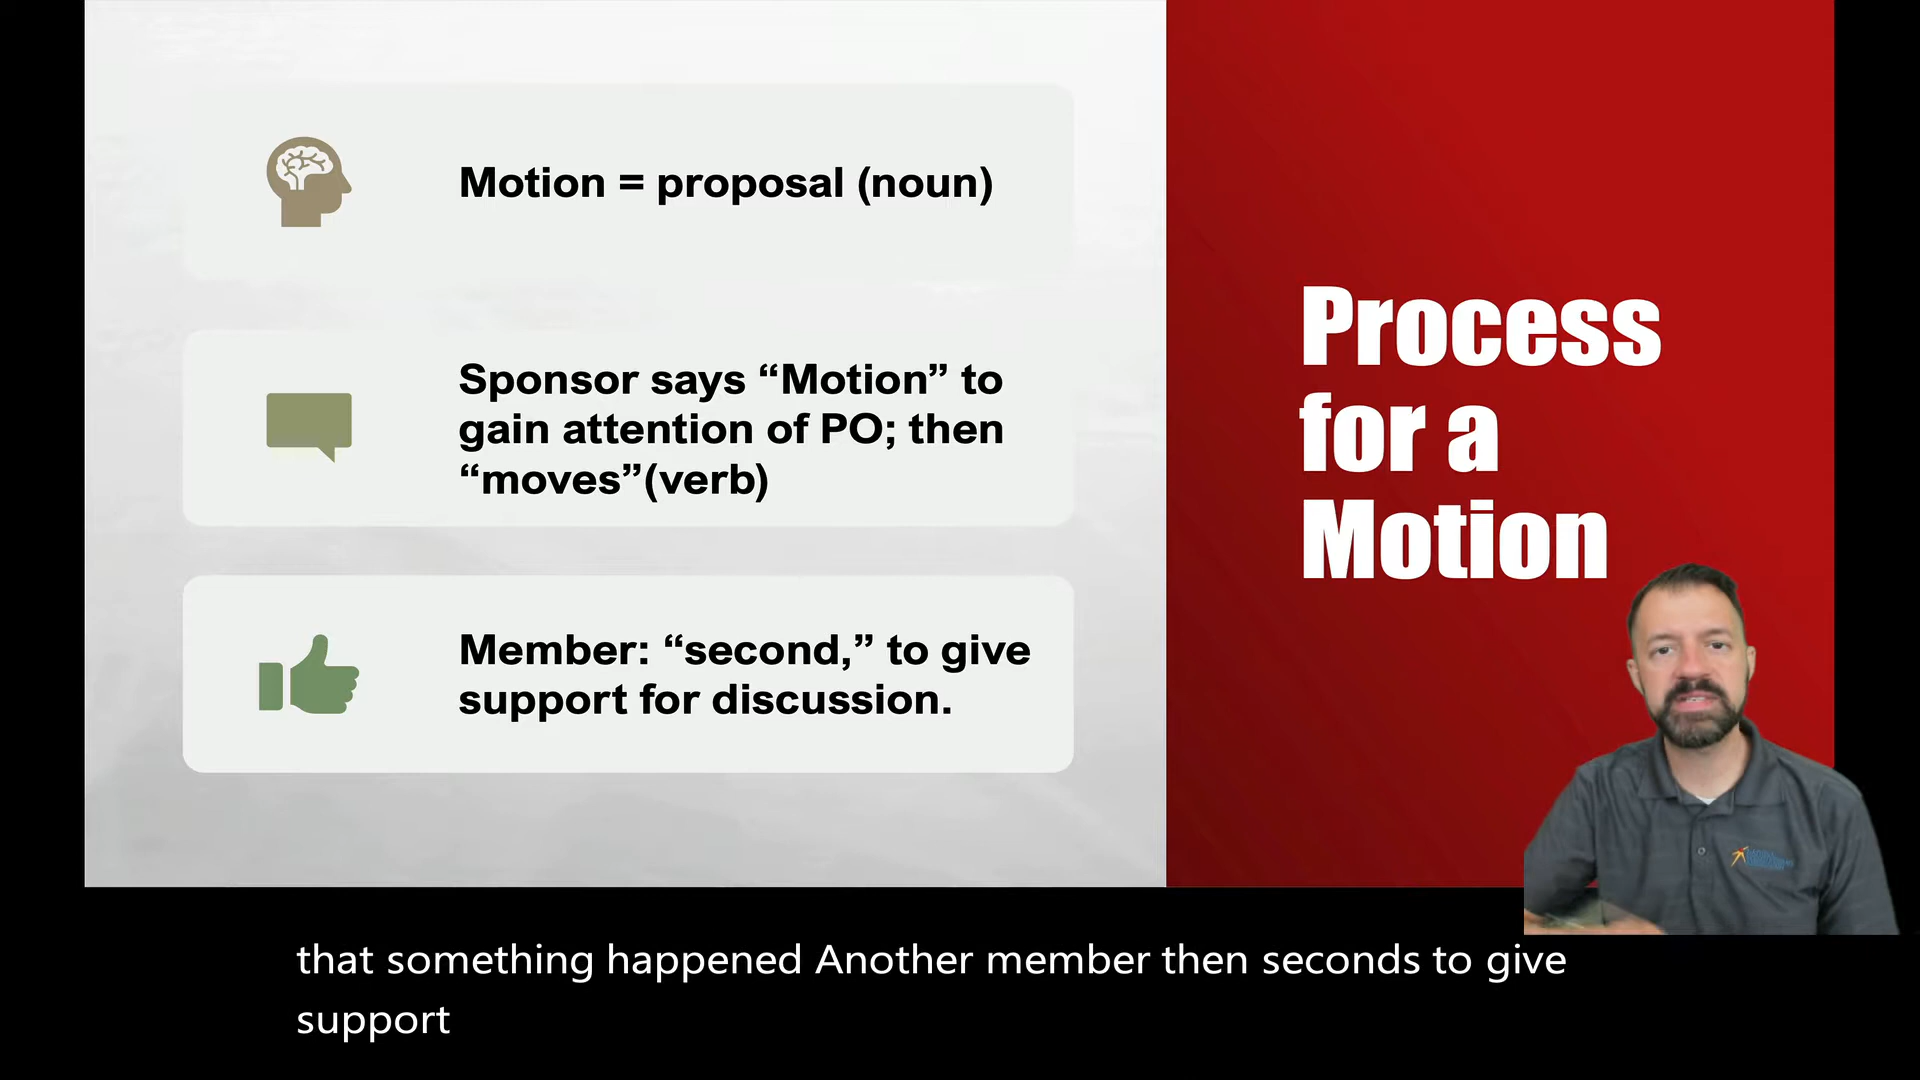 Motion = proposal (noun)
Sponsor says “Motion” to
gain attention of PO; then
“moves”(verb)
Member: “second,” to give
support for discussion.
Process
for a
Motion
that something happened Another member then seconds to give
support